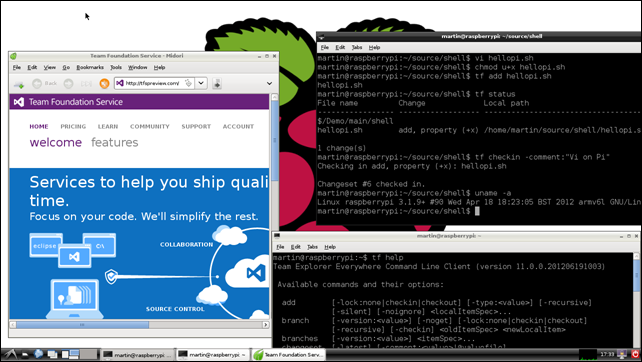 Team Foundation Service - Midori
File Edit View Go Bookmarks Tools Window Help
Back
http://tfspreview.com/
Team Foundation Service
HOME PRICING LEARN COMMUNITY SUPPORT ACCOUNT
welcome features
Services to help you ship quali
time.
Focus on your code. We'll simplify the rest.
eclipse
C:\
COLLABORATION
SOURCE CONTROL
martin@raspberrypi: ~/source/shell
File Edit Tabs Help
martin@raspberrypi:~/source/shell$ vi hellopi.sh
martin@raspberrypi:~/source/shell$ chmod u+x hellopi.sh
martin@raspberrypi:~/source/shell$ tf add hellopi.sh
hellopi.sh
martin@raspberrypi:~/source/shell$ tf status
File name Change Local path
$/Demo/main/shell
hellopi.sh add, property (+x) /home/martin/source/shell/hellopi.s
1 change(s)
martin@raspberrypi:~/source/shell$ tf checkin -comment:"Vi on Pi"
Checking in add, property (+x): hellopi.sh
Changeset #6 checked in.
martin@raspberrypi:~/source/shell$ uname -a
Linux raspberrypi 3.1.9+ #90 Wed Apr 18 18:23:05 BST 2012 armv6l GNU/Lin
martin@raspberrypi:~/source/shell$
martin@raspberrypi: ~
File Edit Tabs Help
martin@raspberrypi:~$ tf help
Team Explorer Everywhere Command Line Client (version 11.0.0.201206191003)
Available commands and their options:
add [-lock:none|checkin|checkout] [-type:<value>] [-recursive]
[-silent] [-noignore] <localItemSpec>...
branch [-version:<value>] [-noget] [-lock:none|checkin|checkout]
[-recursive] [-checkin] <oldItemSpec> <newLocalItem>
branches [-version:<value>] <itemSpec>...
martin@raspberrypi: ...
martin@raspberrypi: ~
Team Foundation Serv...
17:33